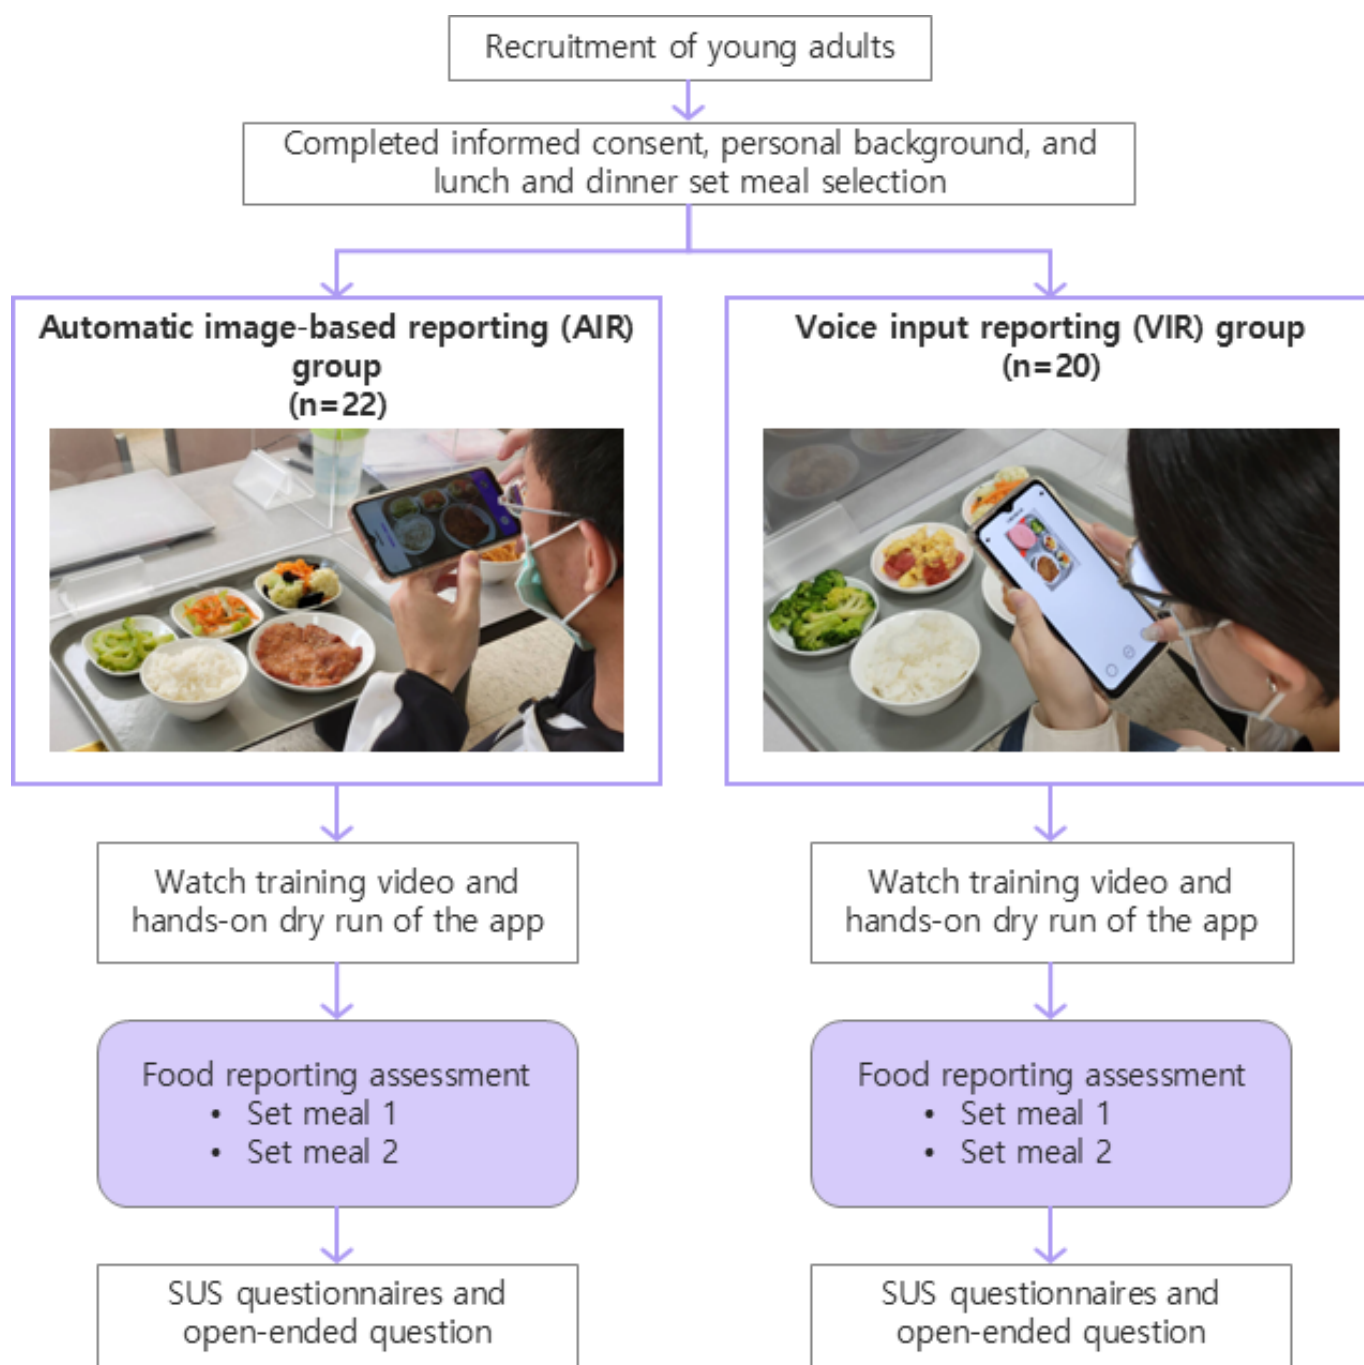 Recruitment of young adults
Completed informed consent, personal background, and
lunch and dinner set meal selection
Automatic image-based reporting (AIR)
group
(n=22)
Voice input reporting (VIR) group
(n=20)
Watch training video and
hands-on dry run of the app
Watch training video and
hands-on dry run of the app
Food reporting assessment
• Set meal 1
• Set meal 2
Food reporting assessment
• Set meal 1
• Set meal 2
SUS questionnaires and
open-ended question
SUS questionnaires and
open-ended question